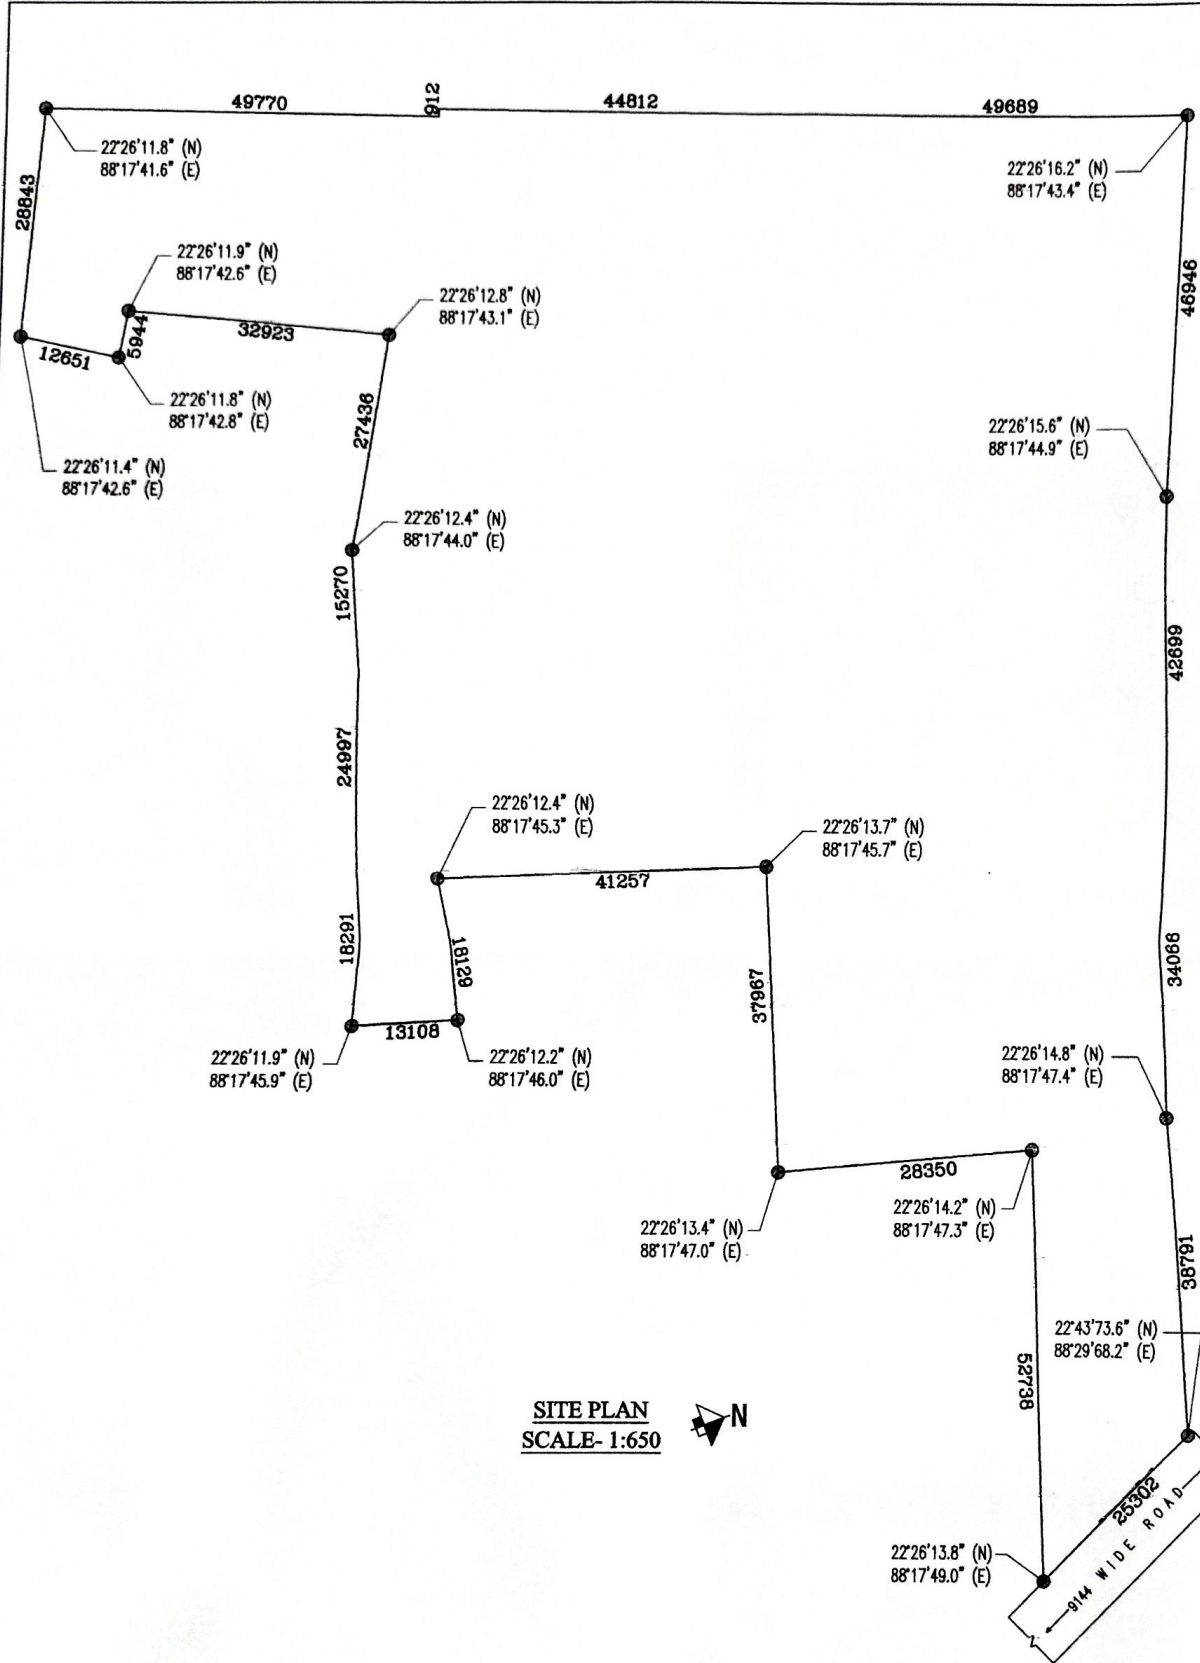 49770
912
44812
49689
22°26'11.8" (N)
88°17'41.6" (E)
22°26'16.2" (N)
88°17'43.4" (E)
28843
22°26'11.9" (N)
88°17'42.6" (E)
46946
22°26'12.8" (N)
88°17'43.1" (E)
5944
32923
12651
22°26'11.8" (N)
88°17'42.8" (E)
27436
22°26'15.6" (N)
88°17'44.9" (E)
22°26'11.4" (N)
88°17'42.6" (E)
22°26'12.4" (N)
88°17'44.0" (E)
15270
42699
24997
22°26'12.4" (N)
88°17'45.3" (E)
22°26'13.7" (N)
88°17'45.7" (E)
41257
18291
18129
34066
37967
13108
22°26'11.9" (N)
88°17'45.9" (E)
22°26'12.2" (N)
88°17'46.0" (E)
22°26'14.8" (N)
88°17'47.4" (E)
28350
22°26'14.2" (N)
88°17'47.3" (E)
22°26'13.4" (N)
88°17'47.0" (E)
38791
22°43'73.6" (N)
88°29'68.2" (E)
52738
SITE PLAN
SCALE- 1:650
N
25302
9144 WIDE ROAD
22°26'13.8" (N)
88°17'49.0" (E)